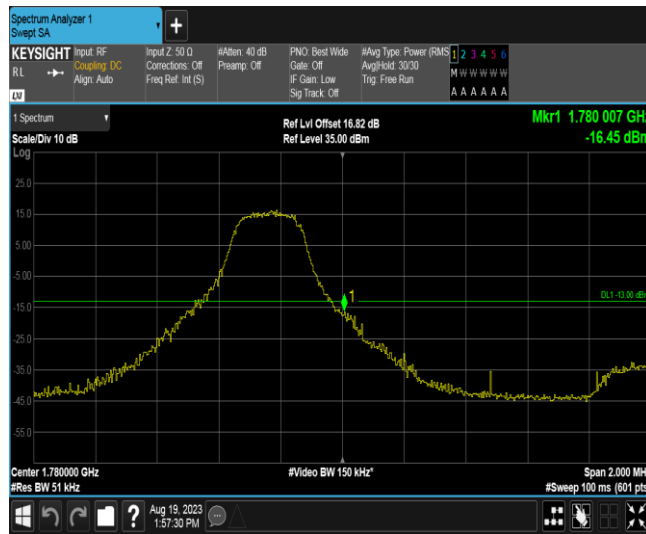 Spectrum Analyzer 1
Swept SA
+
KEYSIGHT
RL
LXI
Input: RF
Coupling: DC
Align: Auto
Input Z: 50 Ω
Corrections: Off
Freq Ref: Int (S)
#Atten: 40 dB
Preamp: Off
PNO: Best Wide
Gate: Off
IF Gain: Low
Sig Track: Off
#Avg Type: Power (RMS
Avg|Hold: 30/30
Trig: Free Run
1 2 3 4 5 6
M W W W W W
A A A A A A
1 Spectrum
Scale/Div 10 dB
Log
Ref Lvl Offset 16.82 dB
Ref Level 35.00 dBm
Mkr1 1.780 007 GHz
-16.45 dBm
25.0
15.0
5.00
-5.00
-15.0
-25.0
-35.0
-45.0
-55.0
1
DL1 -13.00 dBm
Center 1.780000 GHz
#Res BW 51 kHz
#Video BW 150 kHz*
Span 2.000 MH
#Sweep 100 ms (601 pts
?
Aug 19, 2023
1:57:30 PM